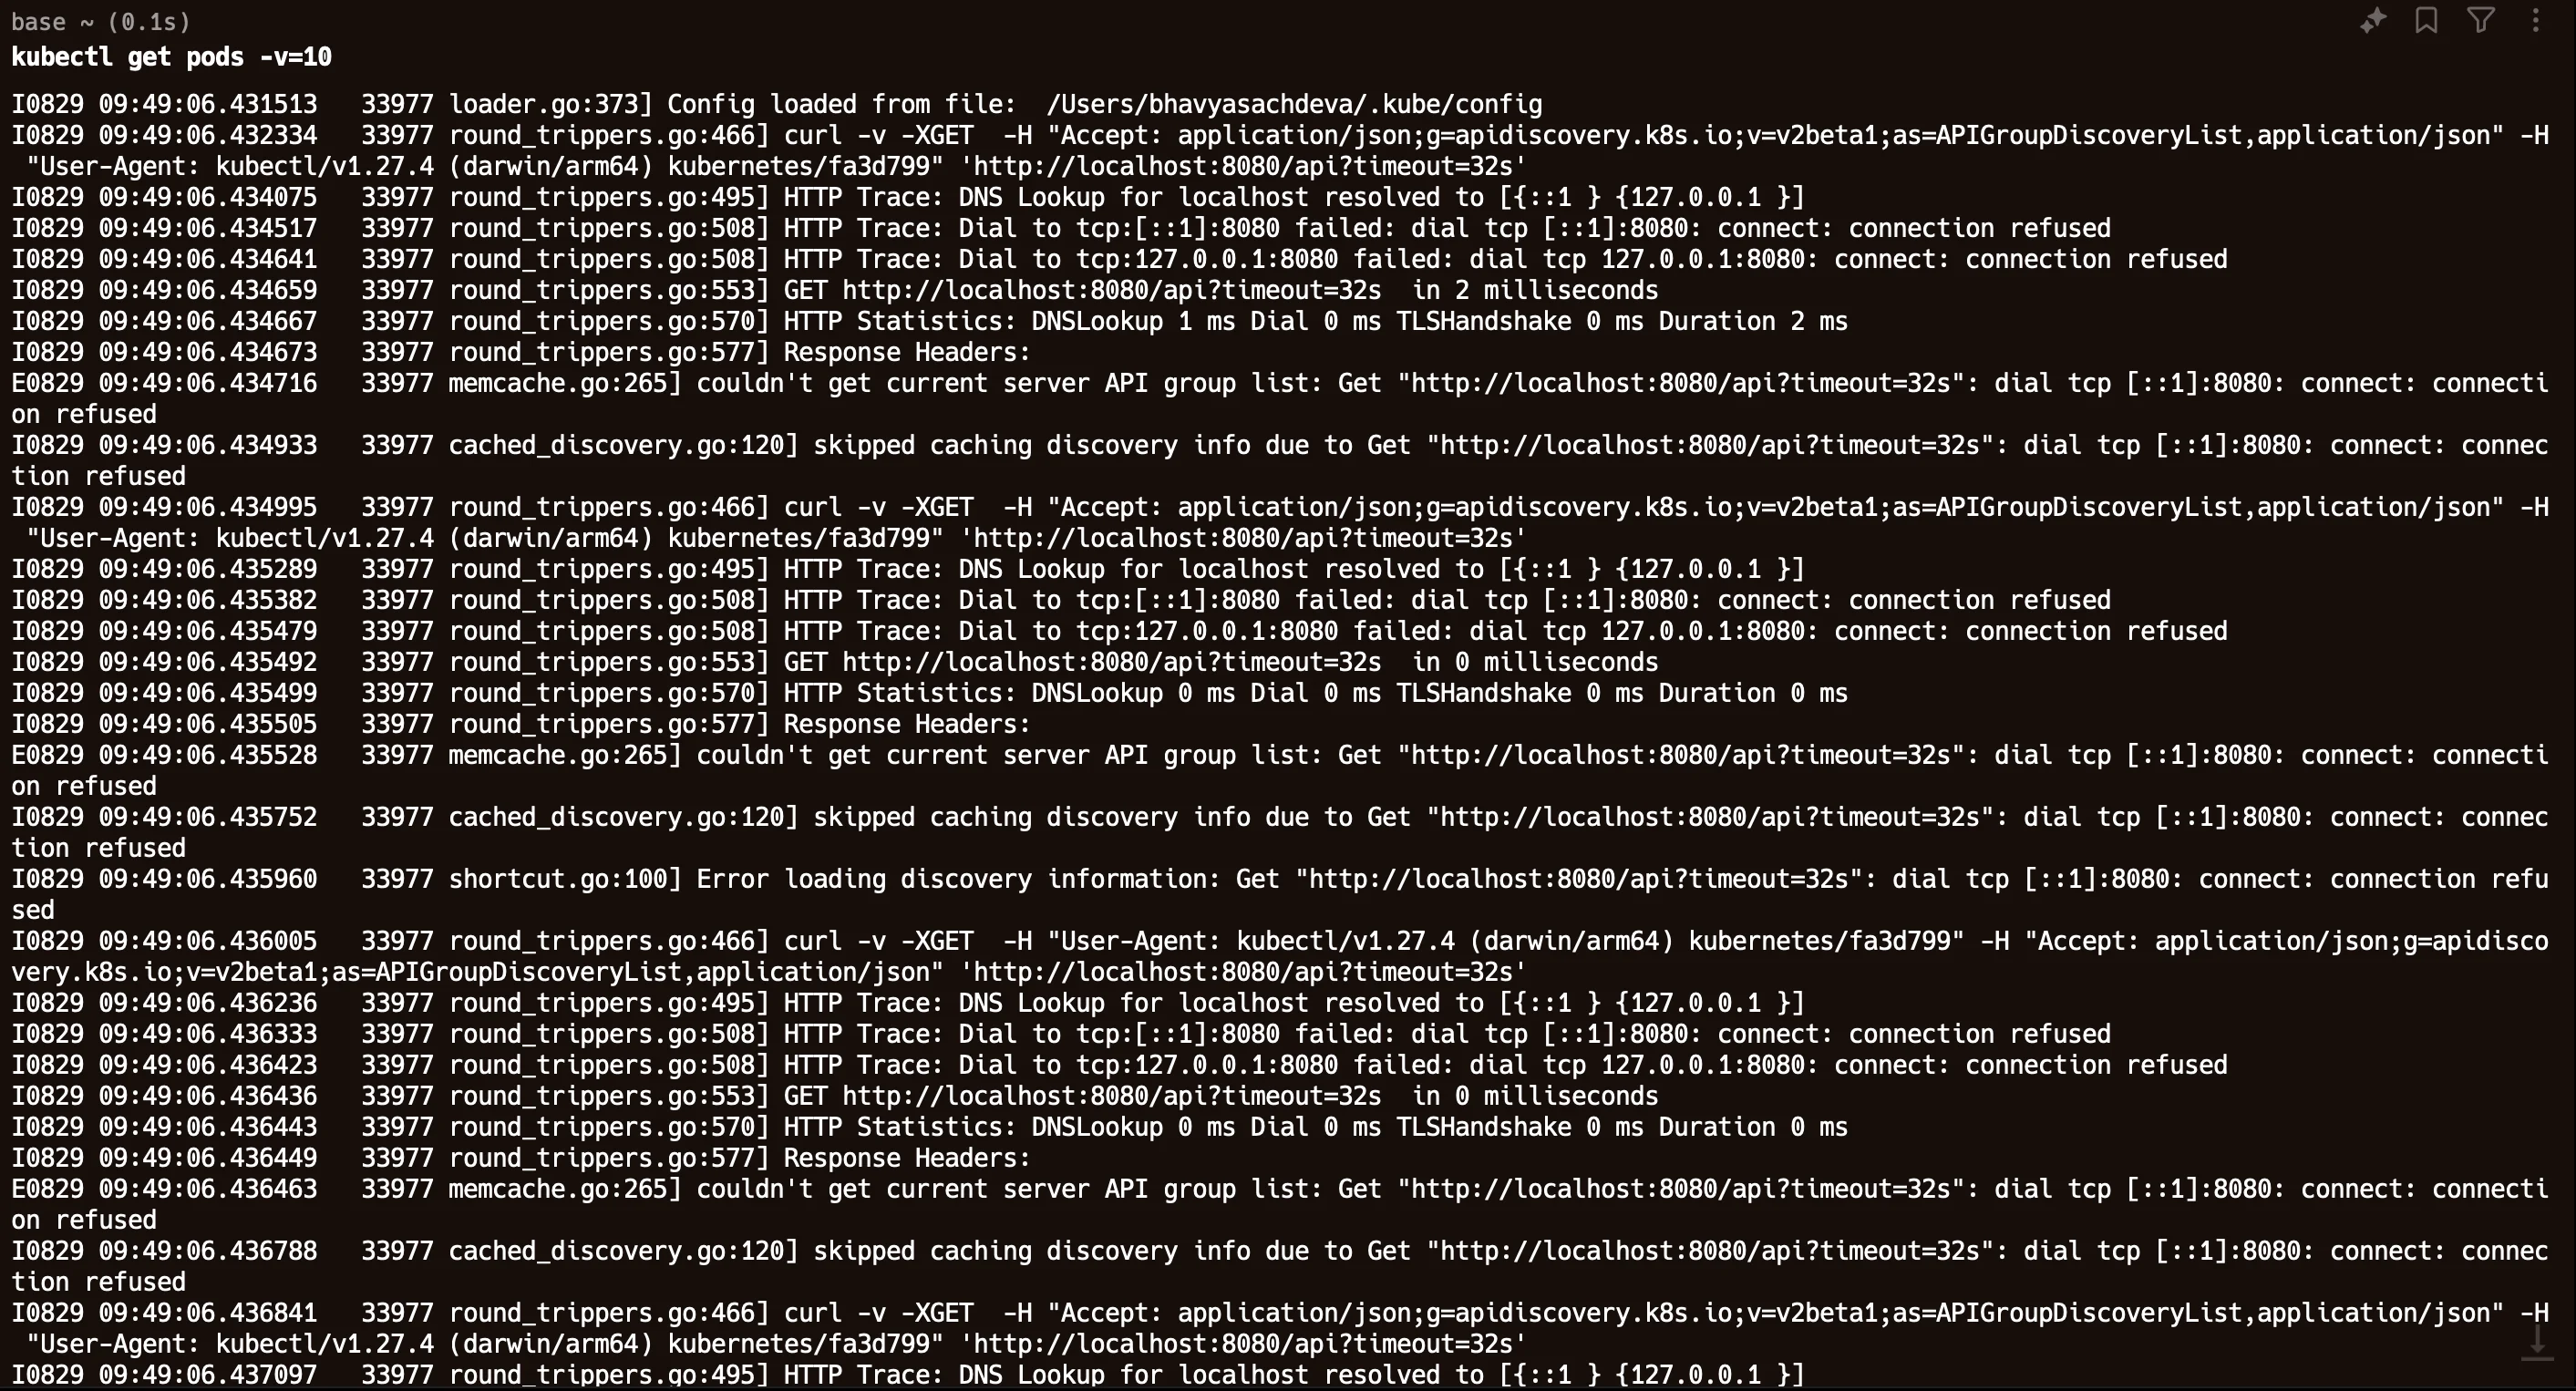 base ~ (0.1s)
kubectl get pods -v=10
I0829 09:49:06.431513   33977 loader.go:373] Config loaded from file:  /Users/bhavyasachdeva/.kube/config
I0829 09:49:06.432334   33977 round_trippers.go:466] curl -v -XGET  -H "Accept: application/json;g=apidiscovery.k8s.io;v=v2beta1;as=APIGroupDiscoveryList,application/json" -H
 "User-Agent: kubectl/v1.27.4 (darwin/arm64) kubernetes/fa3d799" 'http://localhost:8080/api?timeout=32s'
I0829 09:49:06.434075   33977 round_trippers.go:495] HTTP Trace: DNS Lookup for localhost resolved to [{::1 } {127.0.0.1 }]
I0829 09:49:06.434517   33977 round_trippers.go:508] HTTP Trace: Dial to tcp:[::1]:8080 failed: dial tcp [::1]:8080: connect: connection refused
I0829 09:49:06.434641   33977 round_trippers.go:508] HTTP Trace: Dial to tcp:127.0.0.1:8080 failed: dial tcp 127.0.0.1:8080: connect: connection refused
I0829 09:49:06.434659   33977 round_trippers.go:553] GET http://localhost:8080/api?timeout=32s  in 2 milliseconds
I0829 09:49:06.434667   33977 round_trippers.go:570] HTTP Statistics: DNSLookup 1 ms Dial 0 ms TLSHandshake 0 ms Duration 2 ms
I0829 09:49:06.434673   33977 round_trippers.go:577] Response Headers:
E0829 09:49:06.434716   33977 memcache.go:265] couldn't get current server API group list: Get "http://localhost:8080/api?timeout=32s": dial tcp [::1]:8080: connect: connecti
on refused
I0829 09:49:06.434933   33977 cached_discovery.go:120] skipped caching discovery info due to Get "http://localhost:8080/api?timeout=32s": dial tcp [::1]:8080: connect: connec
tion refused
I0829 09:49:06.434995   33977 round_trippers.go:466] curl -v -XGET  -H "Accept: application/json;g=apidiscovery.k8s.io;v=v2beta1;as=APIGroupDiscoveryList,application/json" -H
 "User-Agent: kubectl/v1.27.4 (darwin/arm64) kubernetes/fa3d799" 'http://localhost:8080/api?timeout=32s'
I0829 09:49:06.435289   33977 round_trippers.go:495] HTTP Trace: DNS Lookup for localhost resolved to [{::1 } {127.0.0.1 }]
I0829 09:49:06.435382   33977 round_trippers.go:508] HTTP Trace: Dial to tcp:[::1]:8080 failed: dial tcp [::1]:8080: connect: connection refused
I0829 09:49:06.435479   33977 round_trippers.go:508] HTTP Trace: Dial to tcp:127.0.0.1:8080 failed: dial tcp 127.0.0.1:8080: connect: connection refused
I0829 09:49:06.435492   33977 round_trippers.go:553] GET http://localhost:8080/api?timeout=32s  in 0 milliseconds
I0829 09:49:06.435499   33977 round_trippers.go:570] HTTP Statistics: DNSLookup 0 ms Dial 0 ms TLSHandshake 0 ms Duration 0 ms
I0829 09:49:06.435505   33977 round_trippers.go:577] Response Headers:
E0829 09:49:06.435528   33977 memcache.go:265] couldn't get current server API group list: Get "http://localhost:8080/api?timeout=32s": dial tcp [::1]:8080: connect: connecti
on refused
I0829 09:49:06.435752   33977 cached_discovery.go:120] skipped caching discovery info due to Get "http://localhost:8080/api?timeout=32s": dial tcp [::1]:8080: connect: connec
tion refused
I0829 09:49:06.435960   33977 shortcut.go:100] Error loading discovery information: Get "http://localhost:8080/api?timeout=32s": dial tcp [::1]:8080: connect: connection refu
sed
I0829 09:49:06.436005   33977 round_trippers.go:466] curl -v -XGET  -H "User-Agent: kubectl/v1.27.4 (darwin/arm64) kubernetes/fa3d799" -H "Accept: application/json;g=apidisco
very.k8s.io;v=v2beta1;as=APIGroupDiscoveryList,application/json" 'http://localhost:8080/api?timeout=32s'
I0829 09:49:06.436236   33977 round_trippers.go:495] HTTP Trace: DNS Lookup for localhost resolved to [{::1 } {127.0.0.1 }]
I0829 09:49:06.436333   33977 round_trippers.go:508] HTTP Trace: Dial to tcp:[::1]:8080 failed: dial tcp [::1]:8080: connect: connection refused
I0829 09:49:06.436423   33977 round_trippers.go:508] HTTP Trace: Dial to tcp:127.0.0.1:8080 failed: dial tcp 127.0.0.1:8080: connect: connection refused
I0829 09:49:06.436436   33977 round_trippers.go:553] GET http://localhost:8080/api?timeout=32s  in 0 milliseconds
I0829 09:49:06.436443   33977 round_trippers.go:570] HTTP Statistics: DNSLookup 0 ms Dial 0 ms TLSHandshake 0 ms Duration 0 ms
I0829 09:49:06.436449   33977 round_trippers.go:577] Response Headers:
E0829 09:49:06.436463   33977 memcache.go:265] couldn't get current server API group list: Get "http://localhost:8080/api?timeout=32s": dial tcp [::1]:8080: connect: connecti
on refused
I0829 09:49:06.436788   33977 cached_discovery.go:120] skipped caching discovery info due to Get "http://localhost:8080/api?timeout=32s": dial tcp [::1]:8080: connect: connec
tion refused
I0829 09:49:06.436841   33977 round_trippers.go:466] curl -v -XGET  -H "Accept: application/json;g=apidiscovery.k8s.io;v=v2beta1;as=APIGroupDiscoveryList,application/json" -H
 "User-Agent: kubectl/v1.27.4 (darwin/arm64) kubernetes/fa3d799" 'http://localhost:8080/api?timeout=32s'
I0829 09:49:06.437097   33977 round_trippers.go:495] HTTP Trace: DNS Lookup for localhost resolved to [{::1 } {127.0.0.1 }]